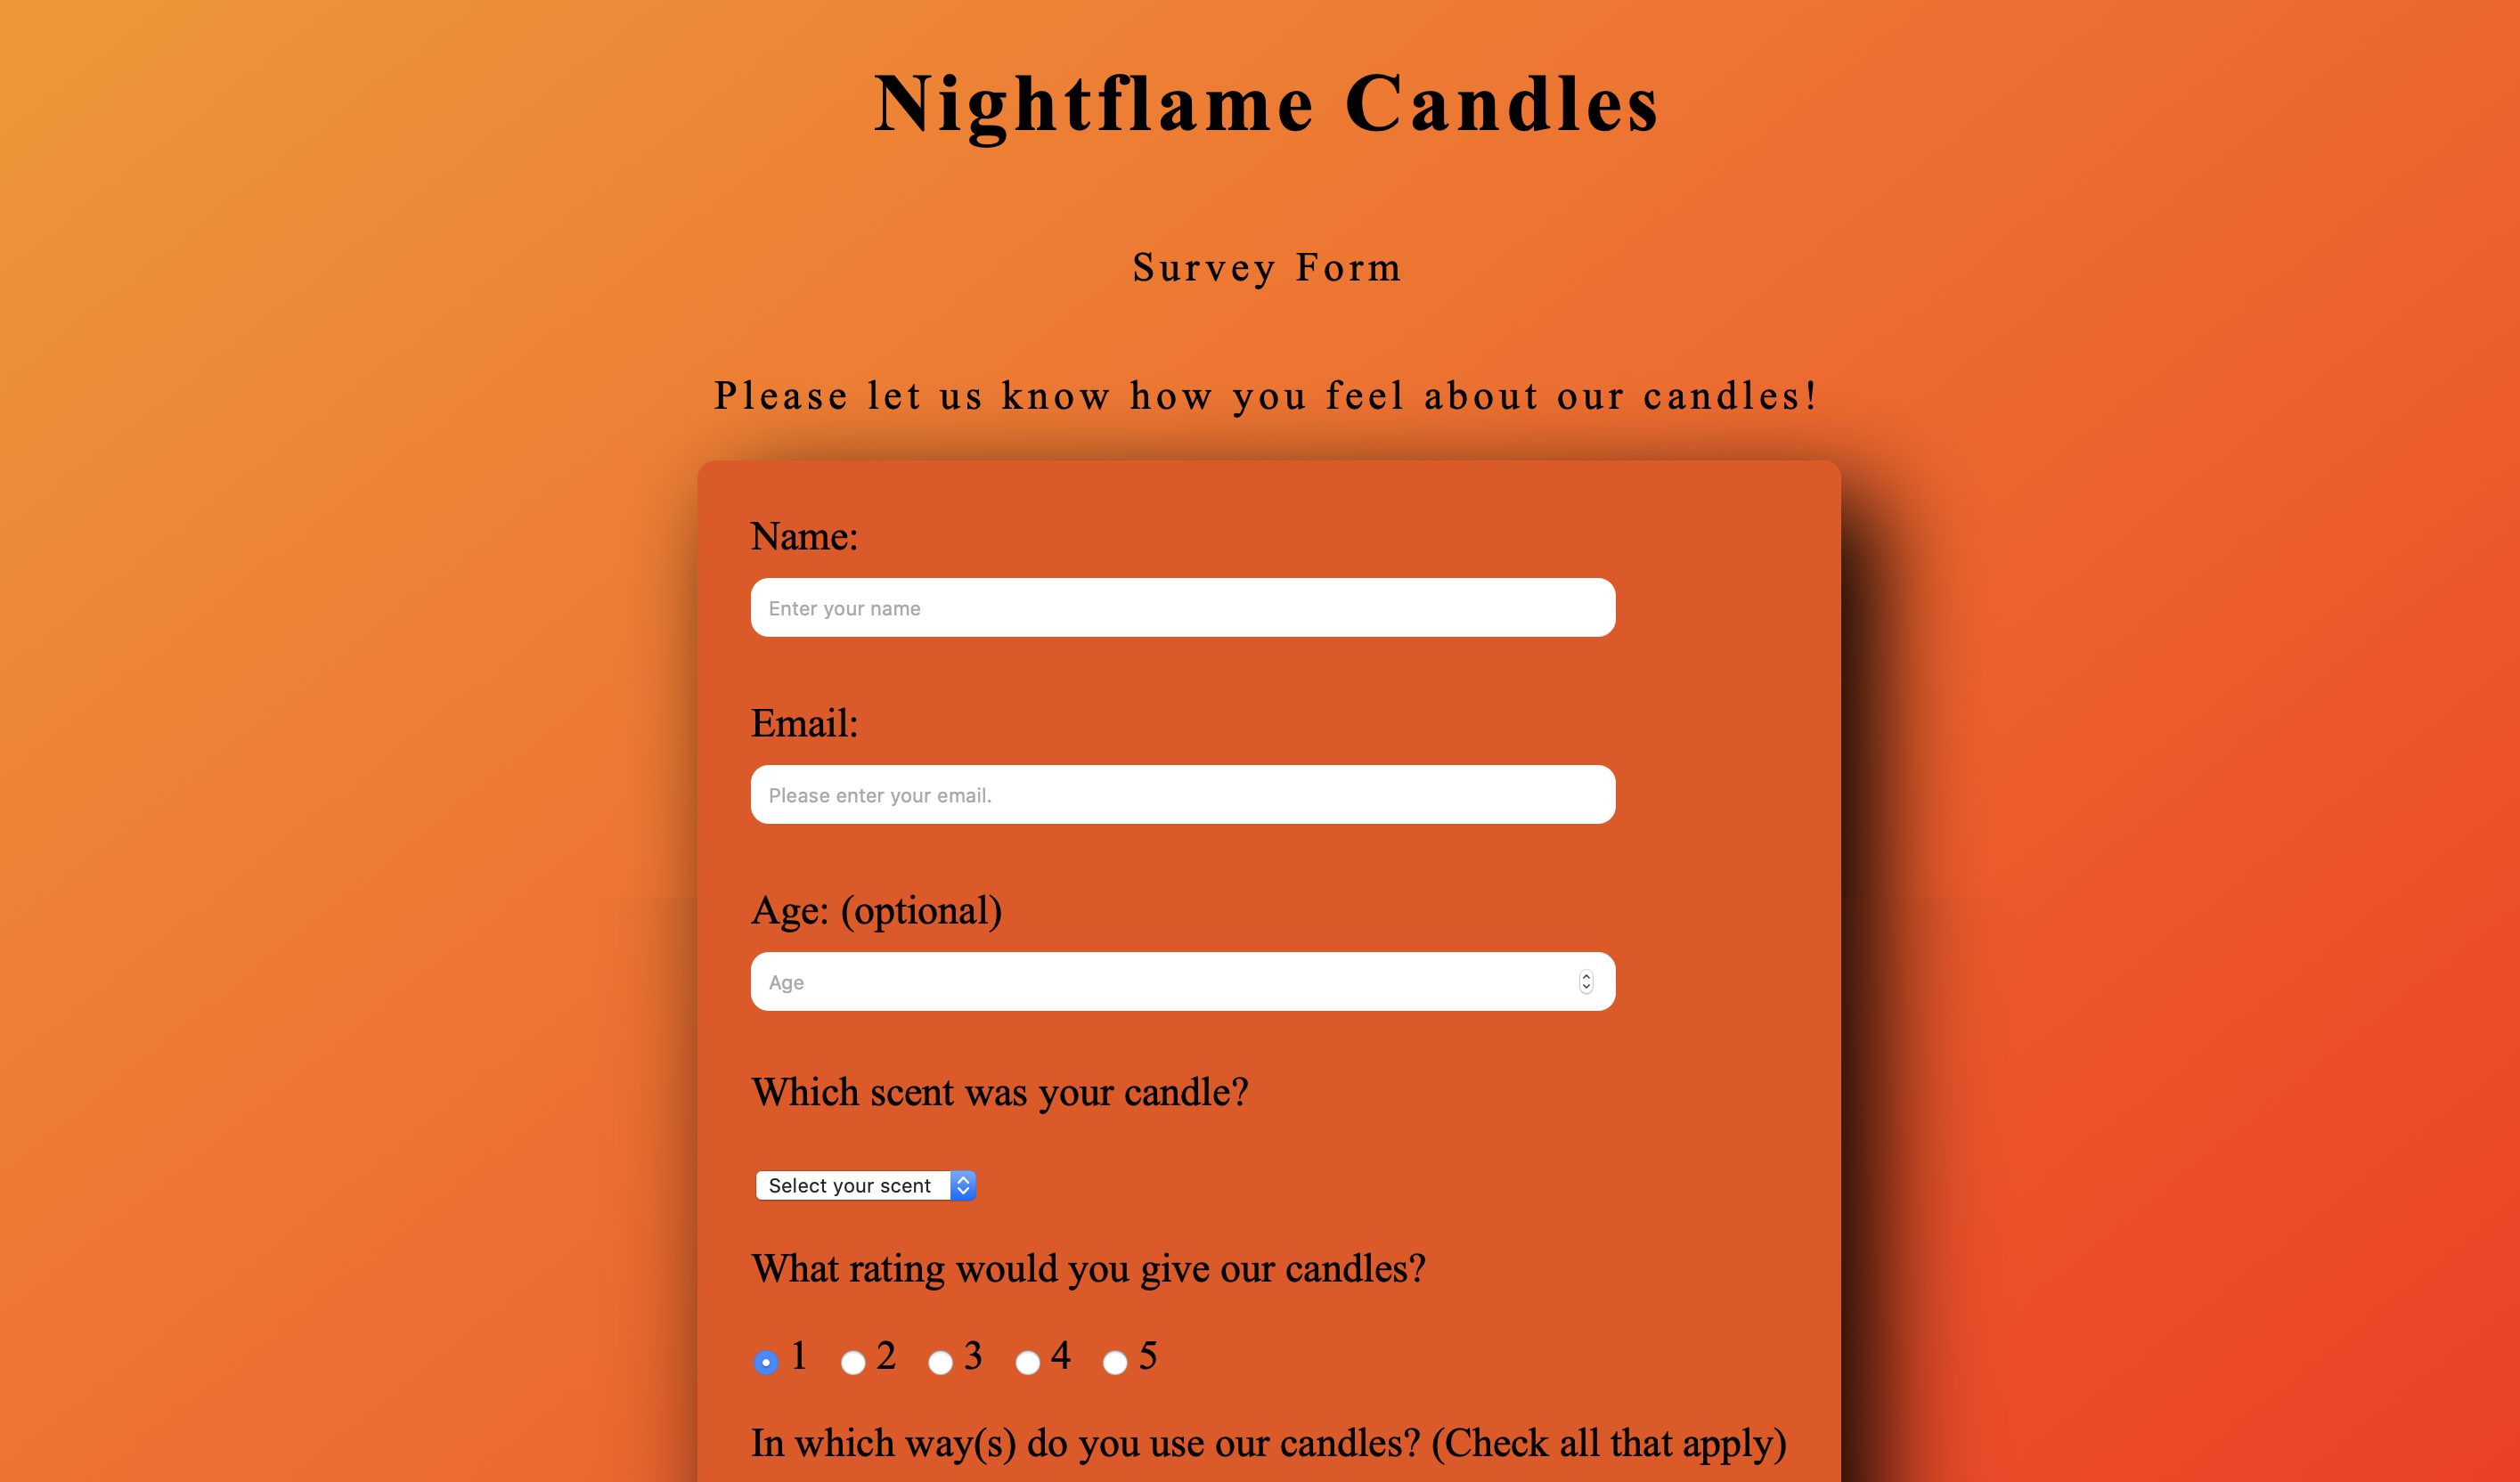 Nightflame Candles
Survey Form
Please let us know how you feel about our candles!
Name:
Enter your name
Email:
Please enter your email.
Age: (optional)
Age
Which scent was your candle?
Select your scent
What rating would you give our candles?
1 2 3 4 5
In which way(s) do you use our candles? (Check all that apply)